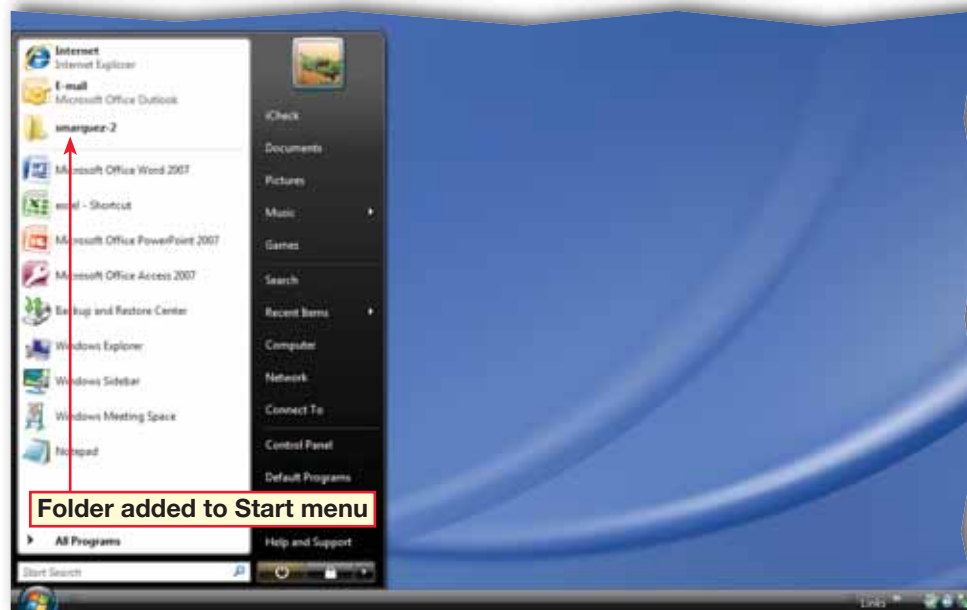 Internet
Internet Explorer
E-mail
Microsoft Office Outlook
smarquez-2
Microsoft Office Word 2007
excel - Shortcut
Microsoft Office PowerPoint 2007
Microsoft Office Access 2007
Backup and Restore Center
Windows Explorer
Windows Sidebar
Windows Meeting Space
Notepad
Folder added to Start menu
All Programs
Start Search
iCheck
Documents
Pictures
Music
Games
Search
Recent Items
Computer
Network
Connect To
Control Panel
Default Programs
Help and Support
Links